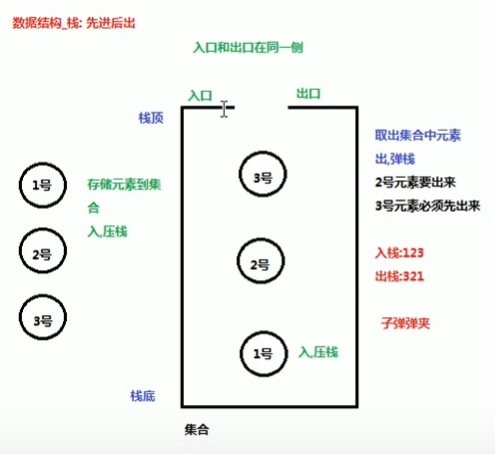 数据结构_栈: 先进后出
入口和出口在同一侧
入口
出口
栈顶
1号
2号
3号
存储元素到集
合
入,压栈
3号
2号
1号
入,压栈
栈底
集合
取出集合中元素
出,弹栈
2号元素要出来
3号元素必须先出来
入栈:123
出栈:321
子弹弹夹